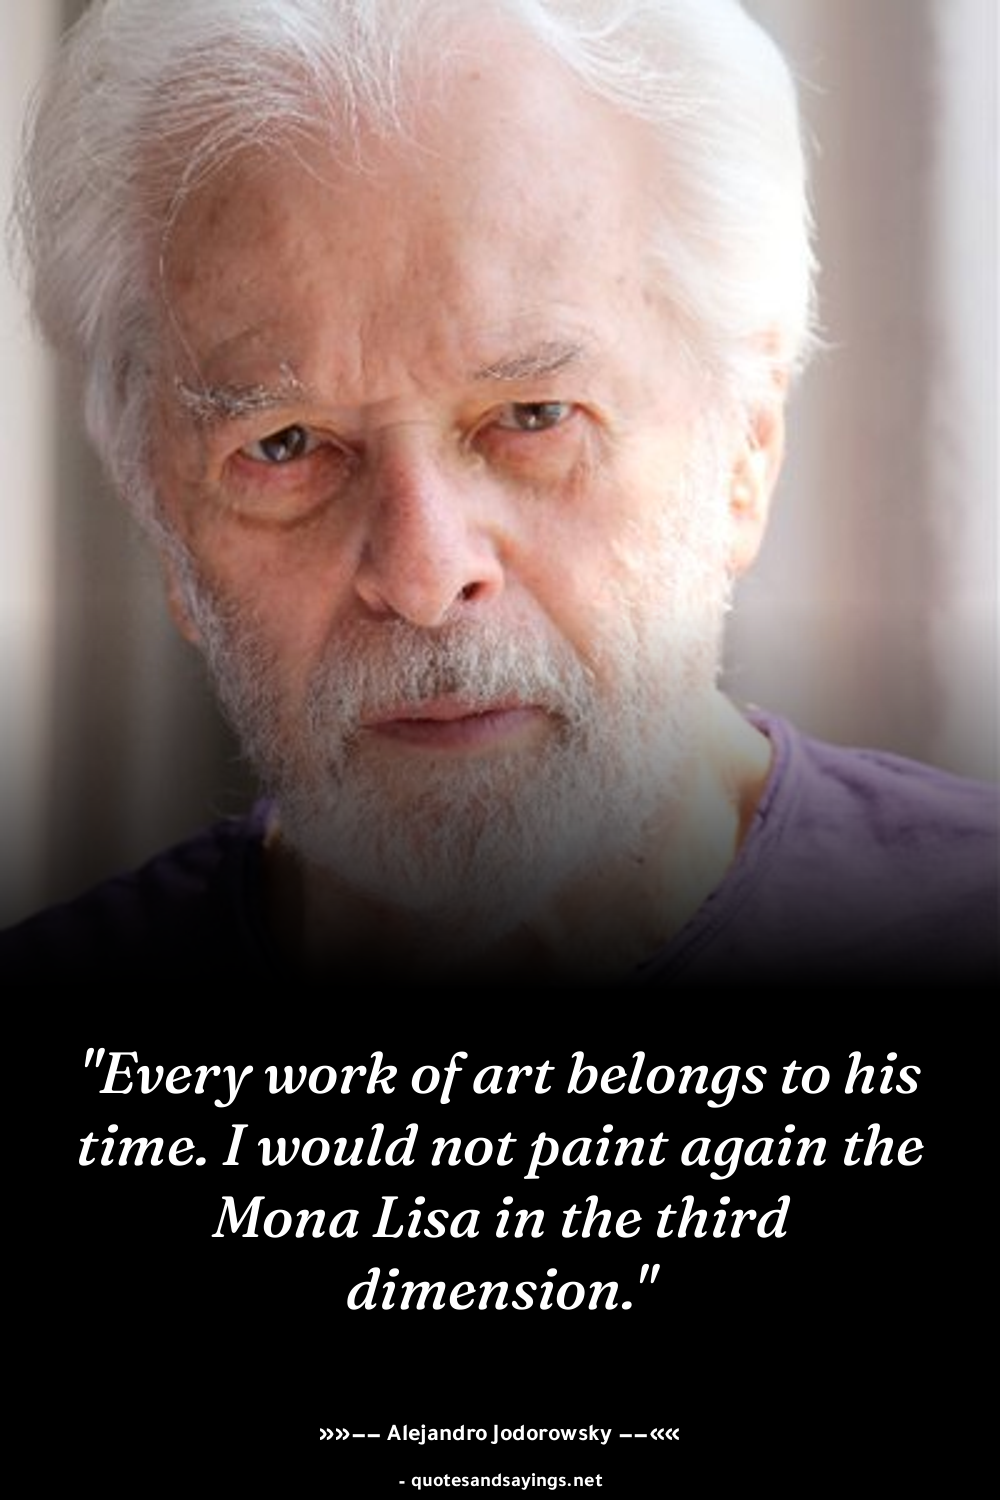 "Every work of art belongs to his
time. I would not paint again the
Mona Lisa in the third
dimension."
»»–– Alejandro Jodorowsky ––««
- quotesandsayings.net